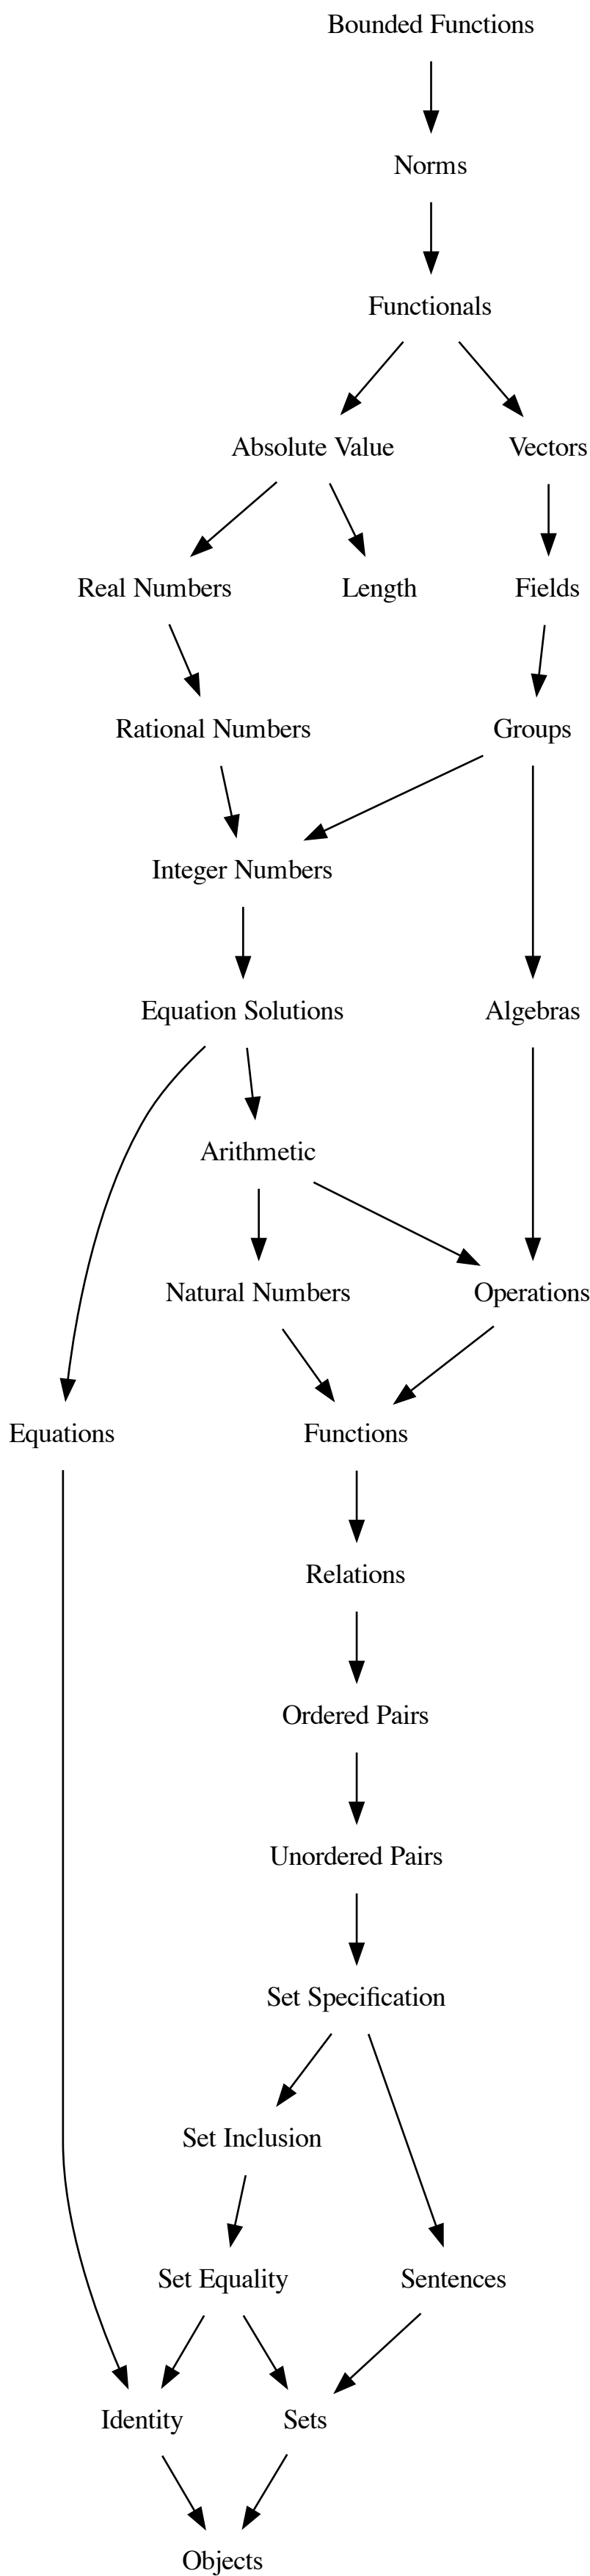 Bounded Functions
Norms
Functionals
Absolute Value
Vectors
Real Numbers
Length
Fields
Rational Numbers
Groups
Integer Numbers
Equation Solutions
Algebras
Arithmetic
Natural Numbers
Operations
Equations
Functions
Relations
Ordered Pairs
Unordered Pairs
Set Specification
Set Inclusion
Set Equality
Sentences
Identity
Sets
Objects